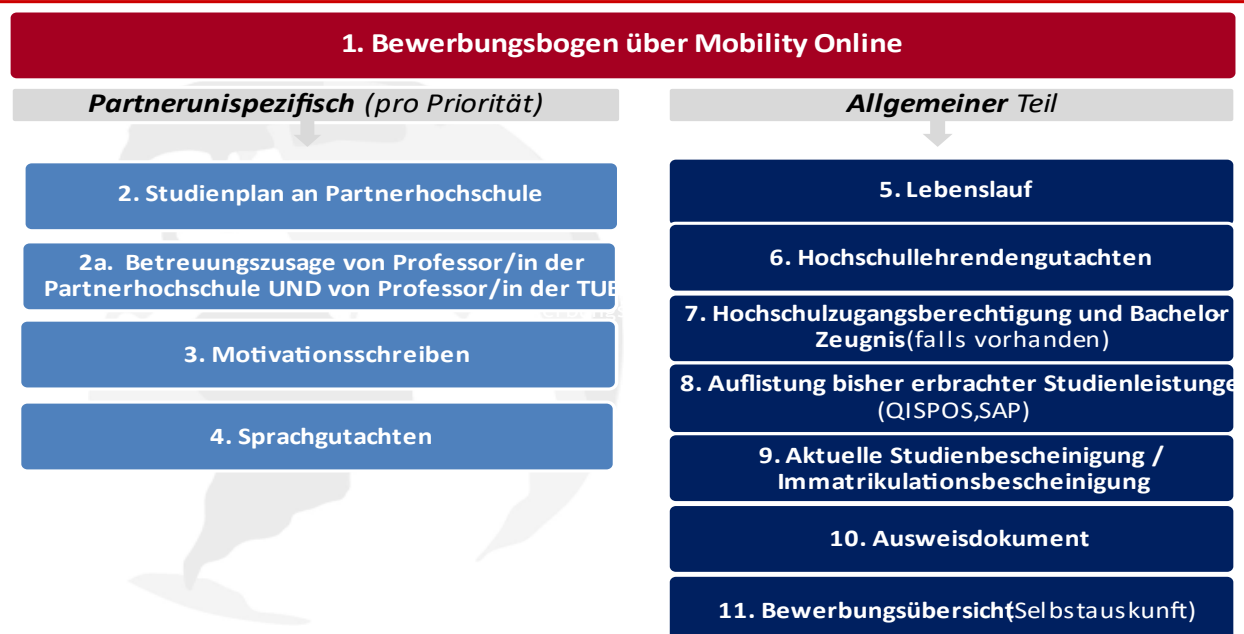 1. Bewerbungsbogen über Mobility Online
Partnerunispezifisch (pro Priorität)
2. Studienplan an Partnerhochschule
2a. Betreuungszusage von Professor/in der
Partnerhochschule UND von Professor/in der TUB
3. Motivationsschreiben
4. Sprachgutachten
Allgemeiner Teil
5. Lebenslauf
6. Hochschullehrendengutachten
7. Hochschulzugangsberechtigung und Bachelor-
Zeugnis(falls vorhanden)
8. Auflistung bisher erbrachter Studienleistunge
(QISPOS,SAP)
9. Aktuelle Studienbescheinigung /
Immatrikulationsbescheinigung
10. Ausweisdokument
11. Bewerbungsübersicht(Selbstauskunft)